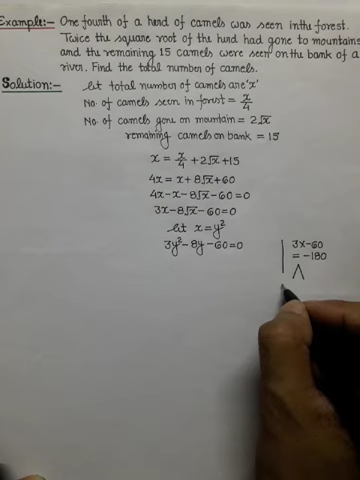 Example:- One fourth of a herd of camels was seen in the forest.
Twice the square root of the hurd had gone to mountains
and the remaining 15 camels were seen on the bank of a
river. Find the total number of camels.
Solution:- let total number of camels are 'x'
No. of camels seen in forest = x/4
No. of camels gone on mountain = 2√x
remaining camels on bank = 15
x = x/4 + 2√x + 15
4x = x + 8√x + 60
4x - x - 8√x - 60 = 0
3x - 8√x - 60 = 0
let x = y²
3y² - 8y - 60 = 0
3x-60
= -180